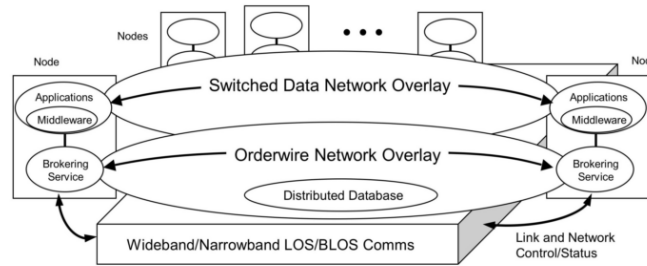 Nodes
Node
Applications
Middleware
Brokering
Service
Switched Data Network Overlay
Orderwire Network Overlay
Distributed Database
Wideband/Narrowband LOS/BLOS Comms
Applications
Middleware
Brokering
Service
Link and Network
Control/Status